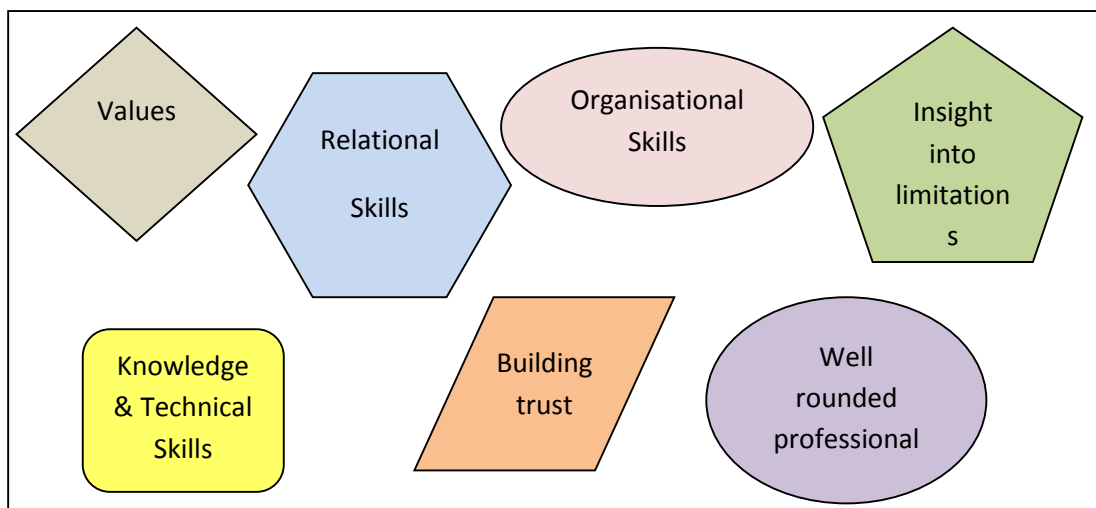 Values
Relational
Skills
Organisational
Skills
Insight
into
limitation
s
Knowledge
& Technical
Skills
Building
trust
Well
rounded
professional